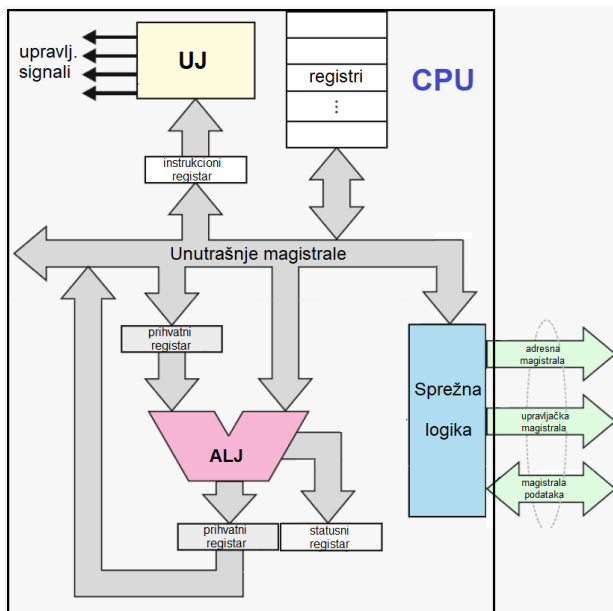 upravlj.
signali
UJ
registri
...
CPU
instrukcioni
registar
Unutrašnje magistrale
prihvatni
registar
ALJ
prihvatni
registar
statusni
registar
Sprežna
logika
adresna
magistrala
upravljačka
magistrala
magistrala
podataka